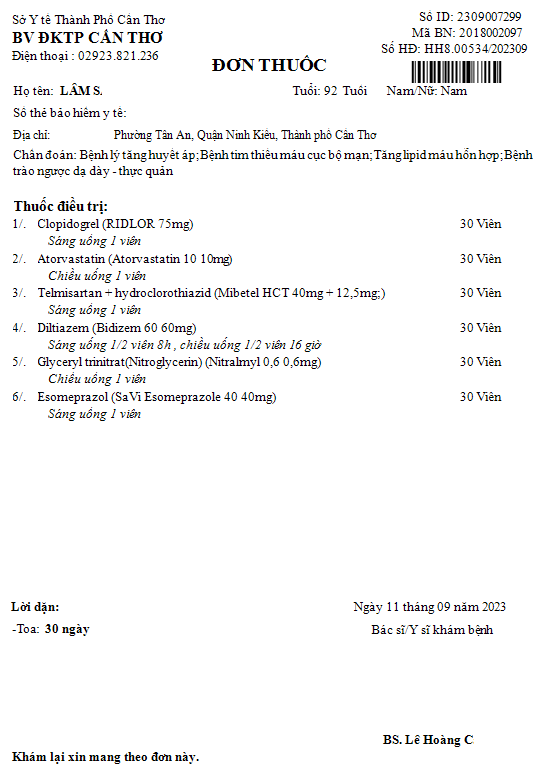 Sở Y tế Thành Phố Cần Thơ
BV ĐKTP CẦN THƠ
Điện thoại : 02923.821.236
Số ID: 2309007299
Mã BN: 2018002097
Số HĐ: HH8.00534/202309
ĐƠN THUỐC
Họ tên: LÂM S. Tuổi: 92 Tuổi Nam/Nữ: Nam
Số thẻ bảo hiểm y tế:
Địa chỉ: Phường Tân An, Quận Ninh Kiều, Thành phố Cần Thơ
Chẩn đoán: Bệnh lý tăng huyết áp;Bệnh tim thiếu máu cục bộ mạn;Tăng lipid máu hổn hợp;Bệnh
trào ngược dạ dày - thực quản
Thuốc điều trị:
1/. Clopidogrel (RIDLOR 75mg) 30 Viên
Sáng uống 1 viên
2/. Atorvastatin (Atorvastatin 10 10mg) 30 Viên
Chiều uống 1 viên
3/. Telmisartan + hydroclorothiazid (Mibetel HCT 40mg + 12,5mg;) 30 Viên
Sáng uống 1 viên
4/. Diltiazem (Bidizem 60 60mg) 30 Viên
Sáng uống 1/2 viên 8h , chiều uống 1/2 viên 16 giờ
5/. Glyceryl trinitrat(Nitroglycerin) (Nitralmyl 0,6 0,6mg) 30 Viên
Chiều uống 1 viên
6/. Esomeprazol (SaVi Esomeprazole 40 40mg) 30 Viên
Sáng uống 1 viên
Lời dặn: Ngày 11 tháng 09 năm 2023
-Toa: 30 ngày Bác sĩ/Y sĩ khám bệnh
BS. Lê Hoàng C
Khám lại xin mang theo đơn này.